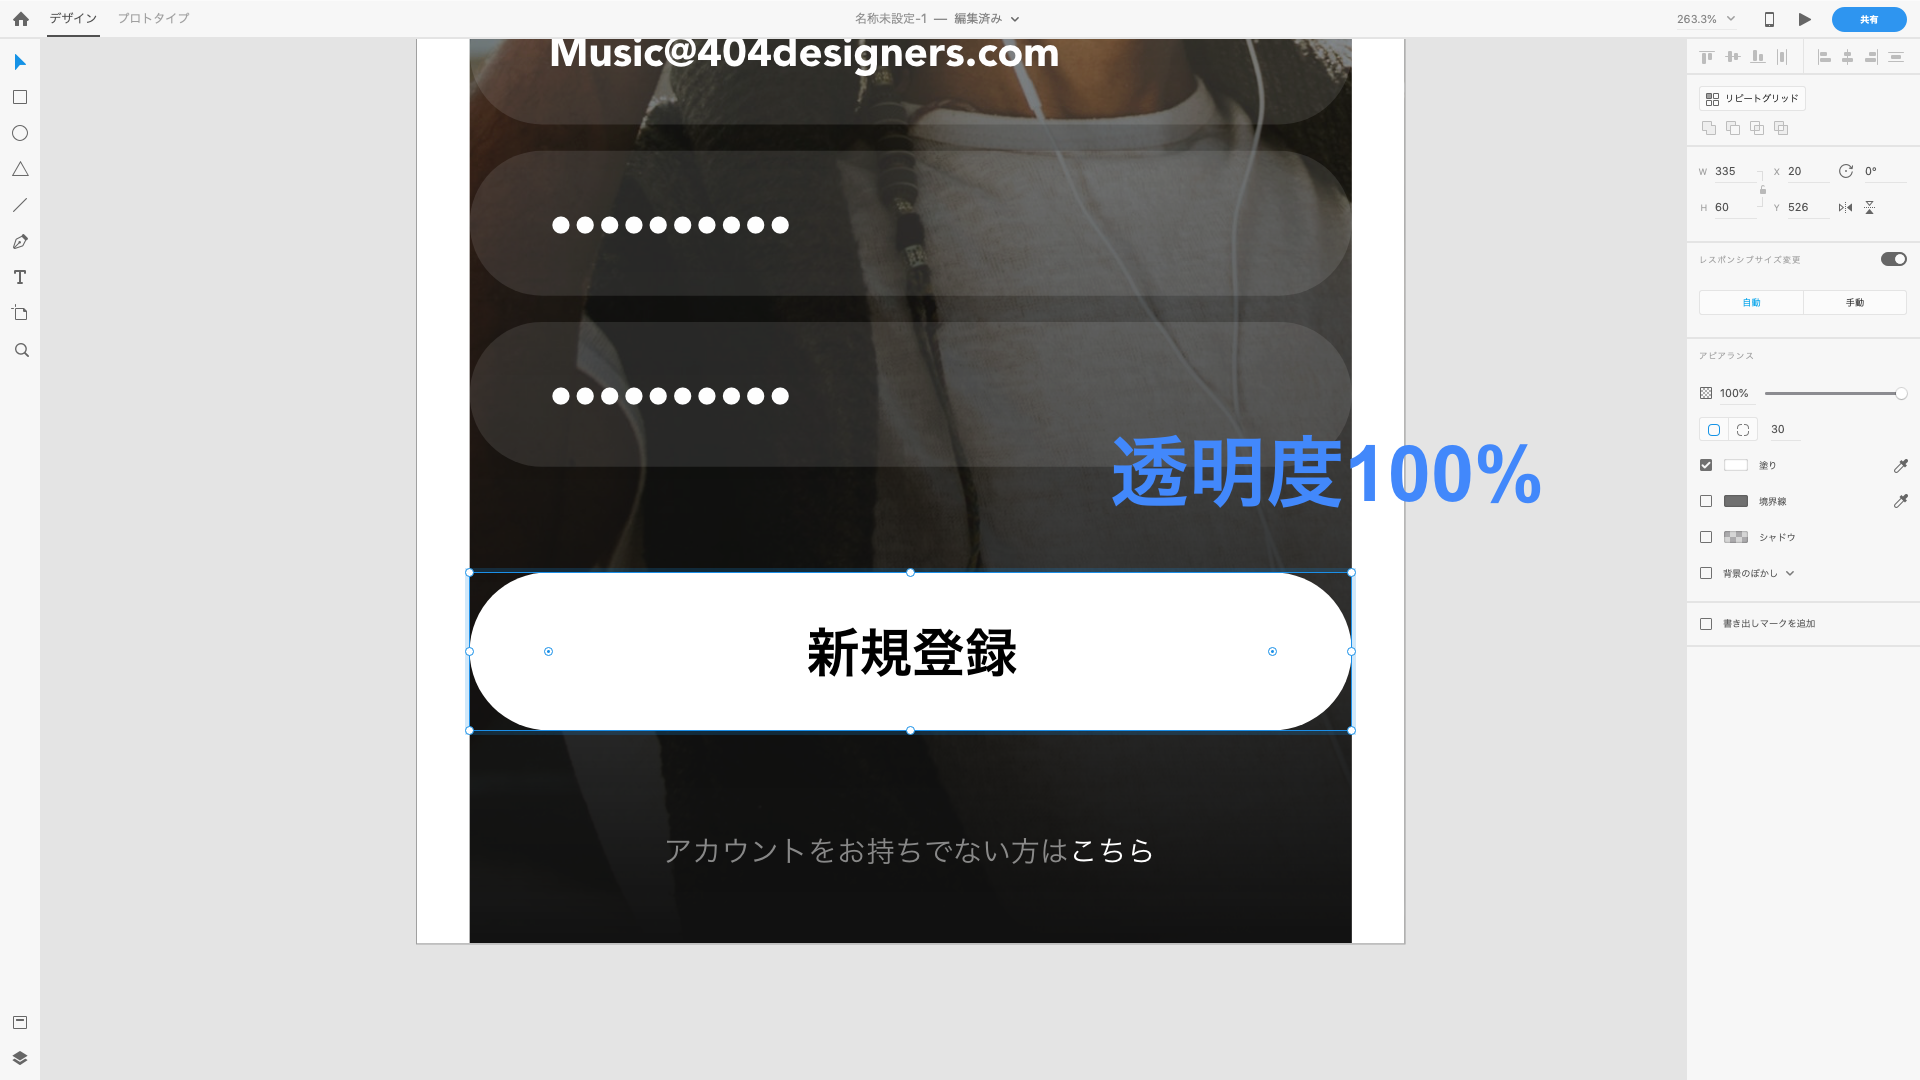 デザイン プロトタイプ 名称未設定-1 — 編集済み 263.3% 共有
Music@404designers.com
リピートグリッド
W 335 X 20 0°
H 60 Y 526
レスポンシブサイズ変更
自動 手動
アピアランス
100%
30
透明度100%
塗り
境界線
シャドウ
背景のぼかし
新規登録
書き出しマークを追加
アカウントをお持ちでない方はこちら